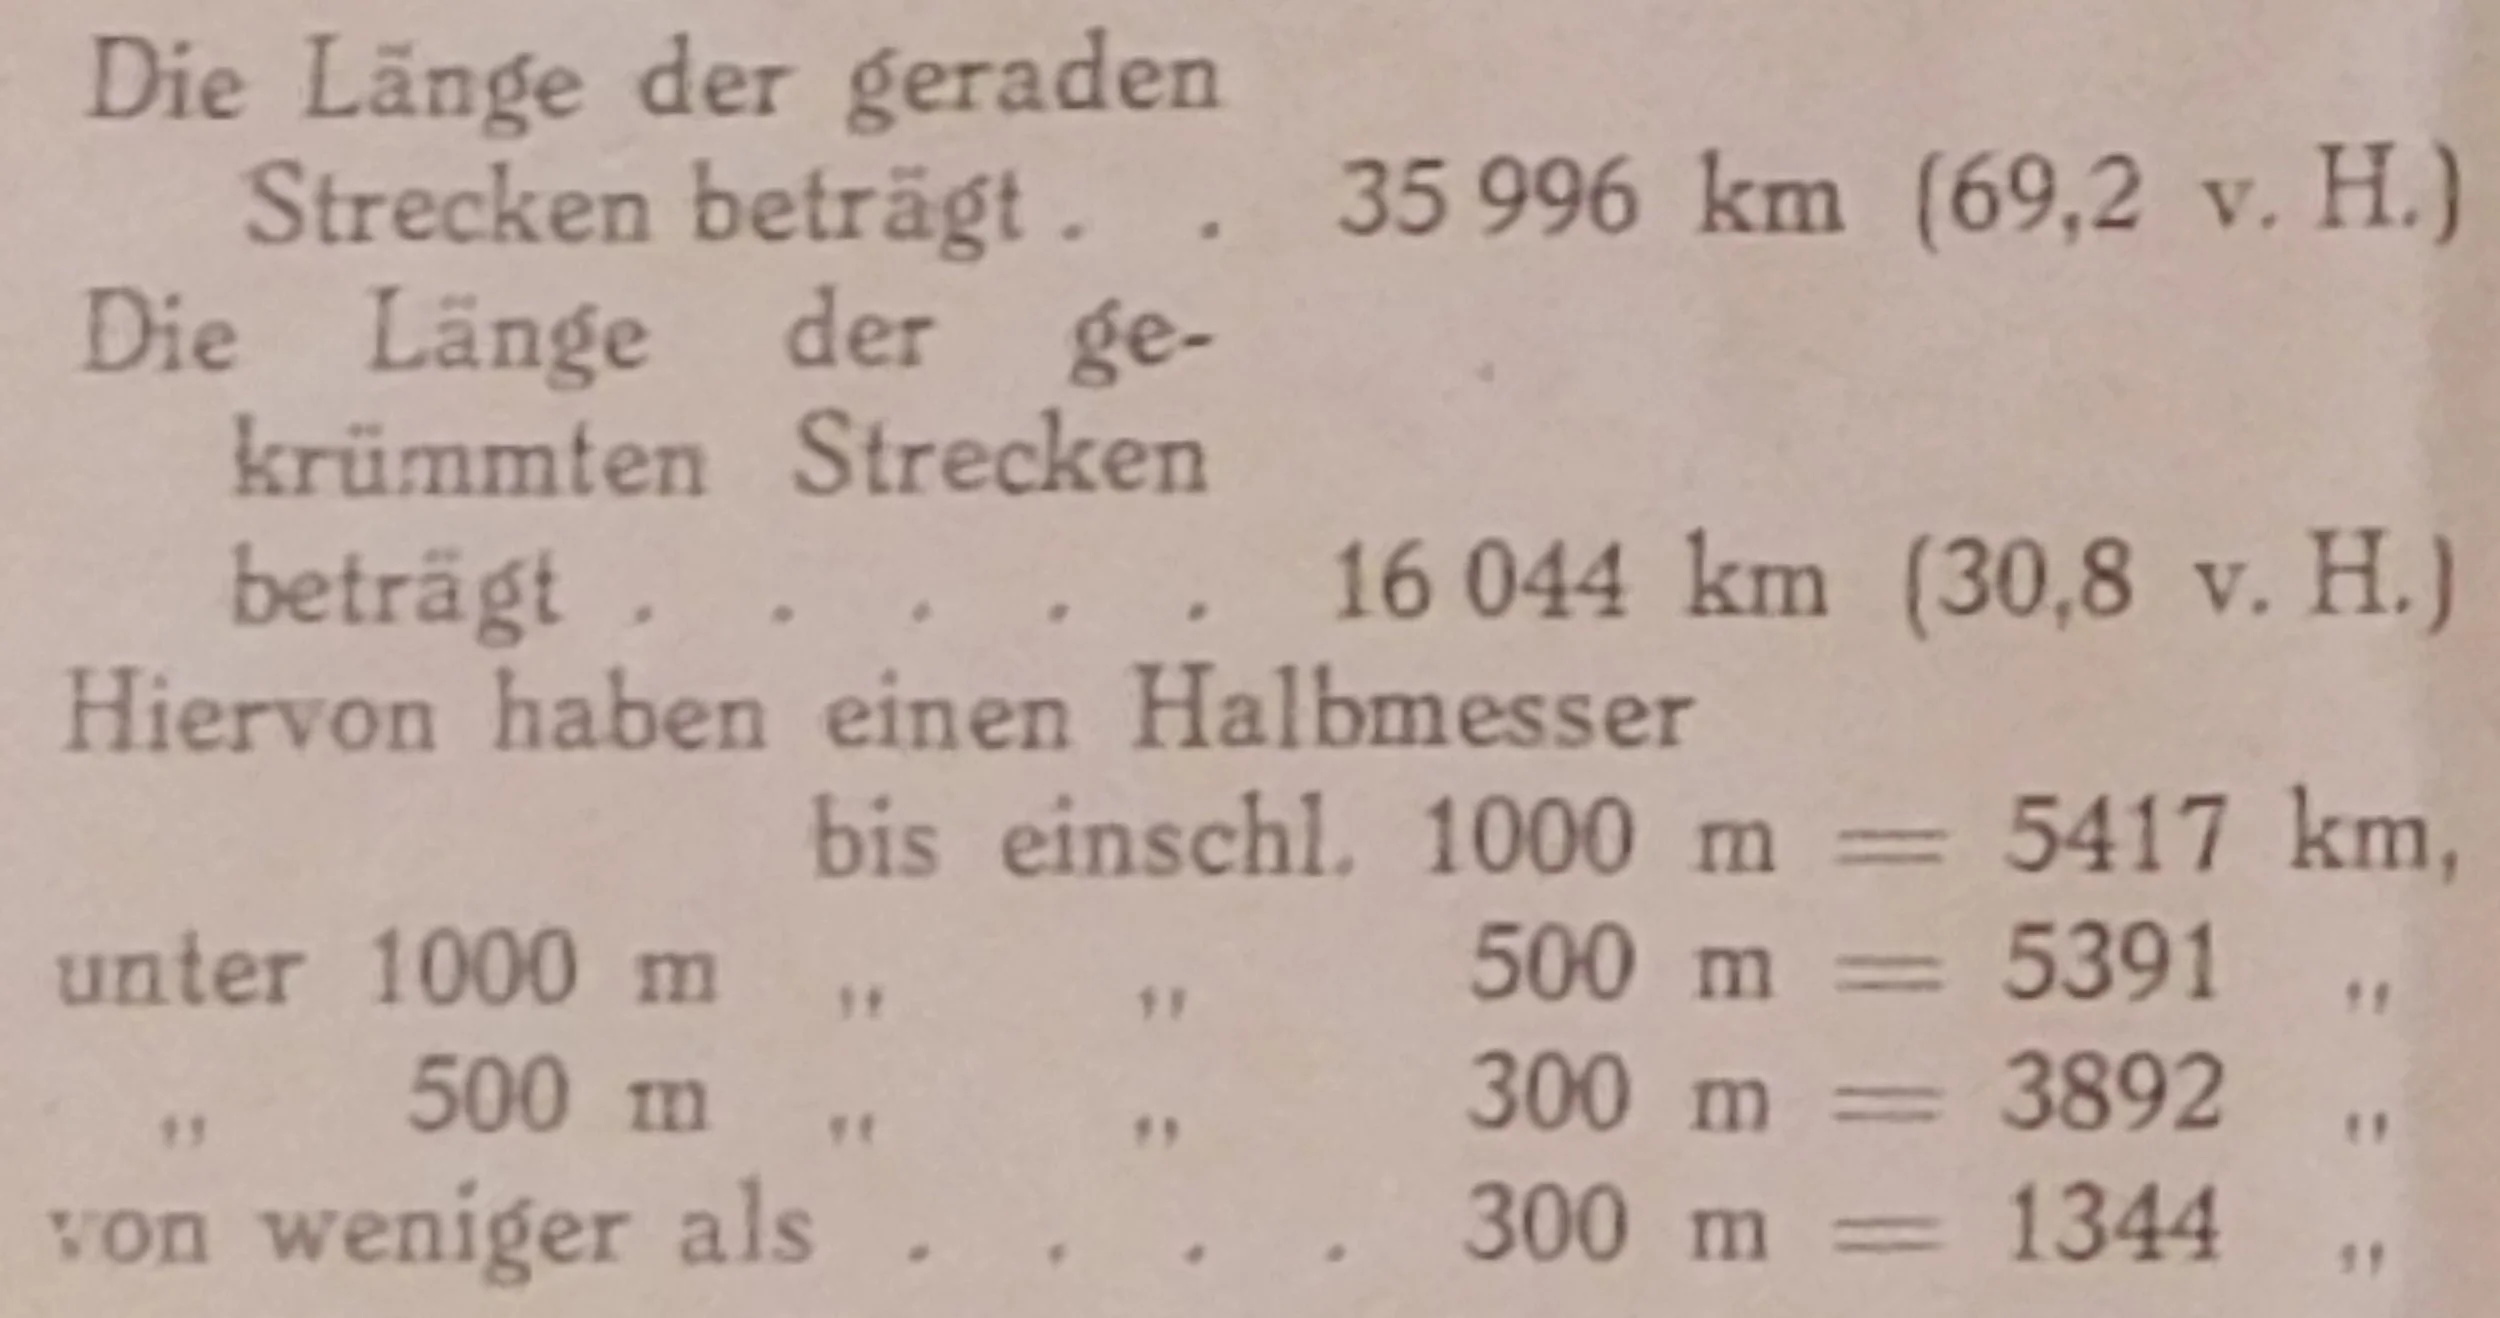 Die Länge der geraden
Strecken beträgt . . 35 996 km (69,2 v. H.)
Die Länge der ge-
krümmten Strecken
beträgt . . . . . 16 044 km (30,8 v. H.)
Hiervon haben einen Halbmesser
bis einschl. 1000 m = 5417 km,
unter 1000 m „ „ 500 m = 5391 „
„ 500 m „ „ 300 m = 3892 „
von weniger als . . . . 300 m = 1344 „